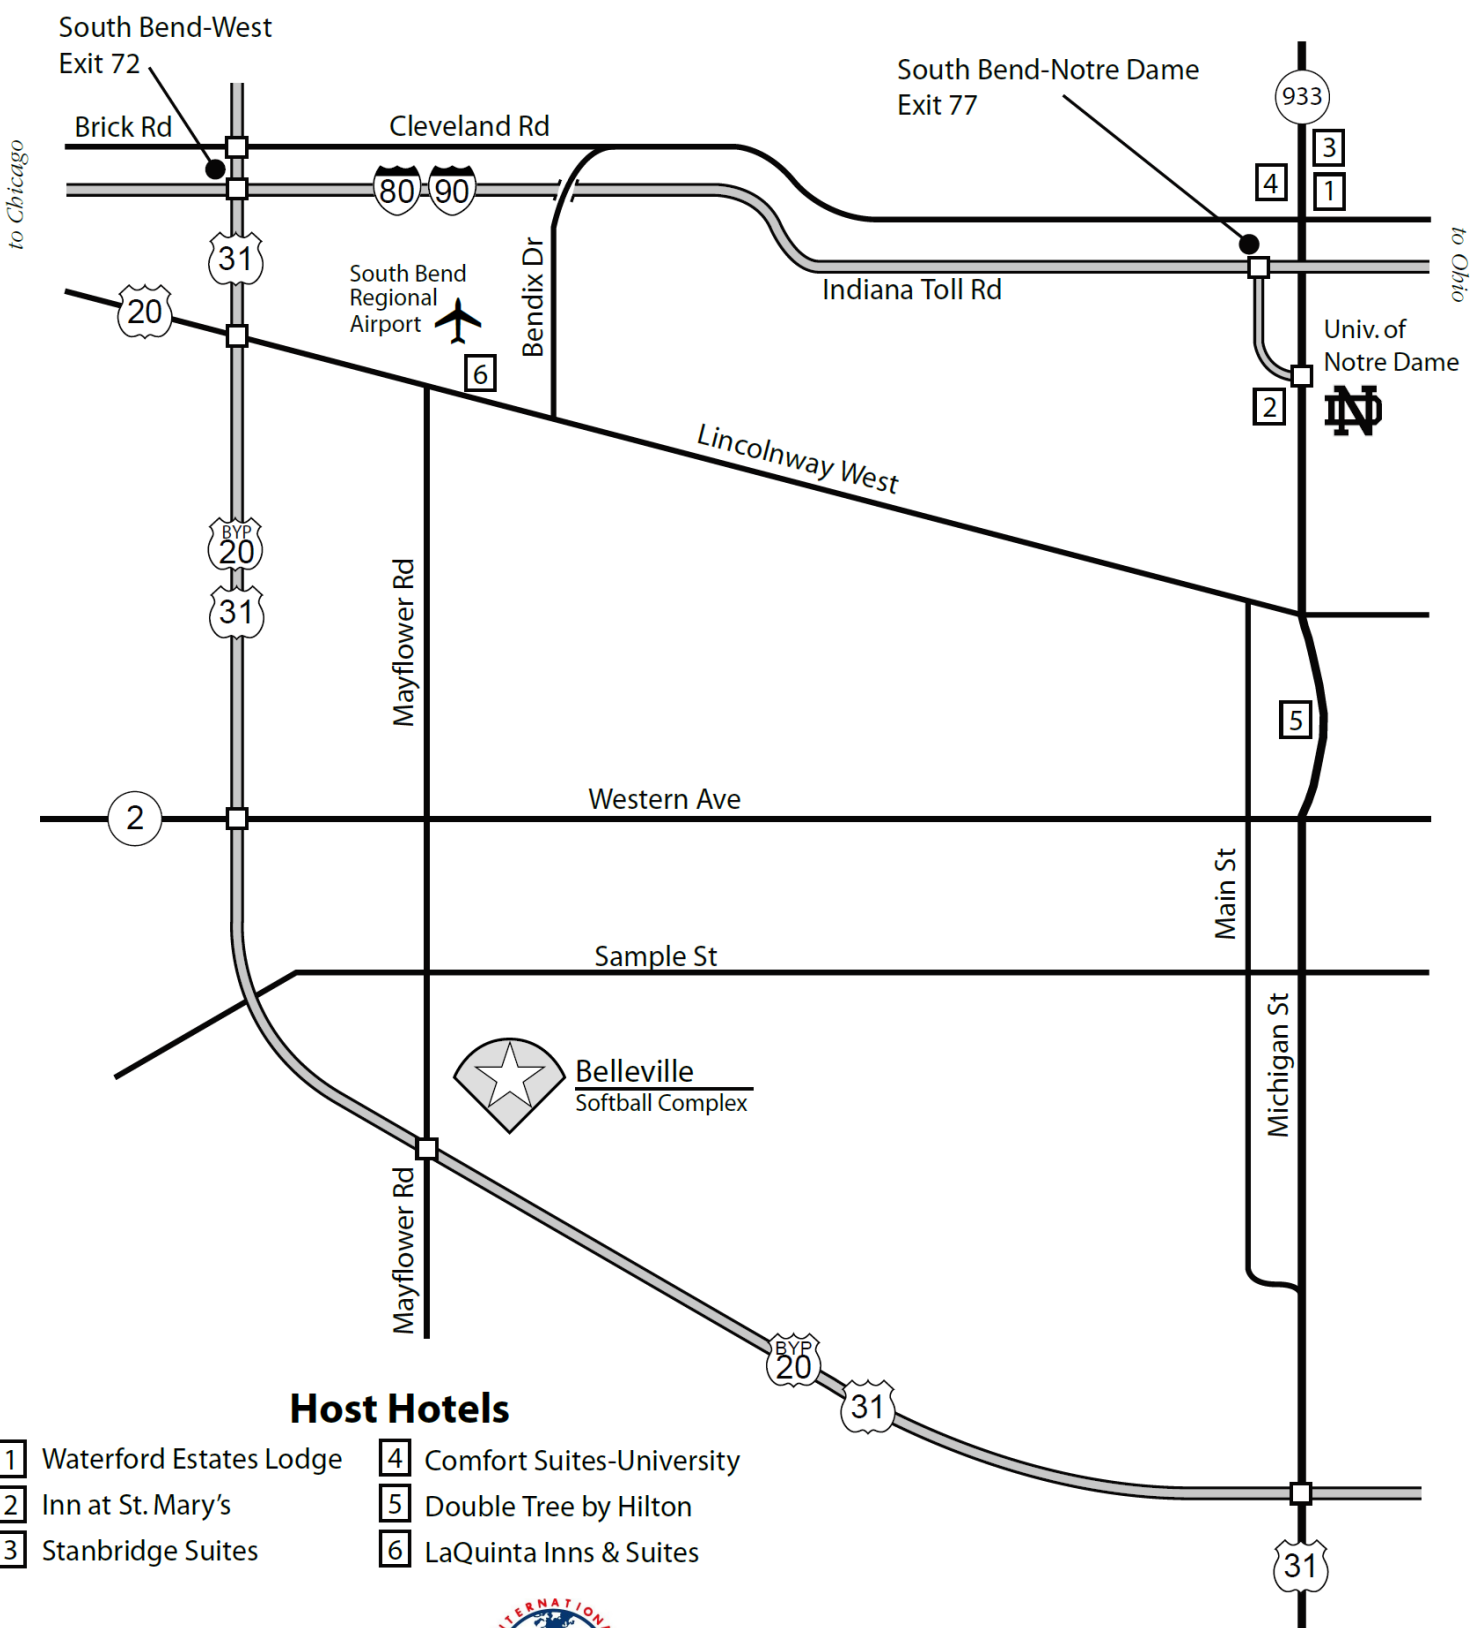 South Bend-West
Exit 72
South Bend-Notre Dame
Exit 77
933
Brick Rd
Cleveland Rd
3
to Chicago
80
90
4
1
31
to Ohio
South Bend
Regional
Airport
Bendix Dr
Indiana Toll Rd
20
Univ. of
Notre Dame
6
2
ND
Lincolnway West
BYP
20
31
Mayflower Rd
5
Western Ave
2
Main St
Sample St
Michigan St
Belleville
Softball Complex
Mayflower Rd
BYP
20
31
Host Hotels
1 Waterford Estates Lodge
2 Inn at St. Mary's
3 Stanbridge Suites
4 Comfort Suites-University
5 Double Tree by Hilton
6 LaQuinta Inns & Suites
31